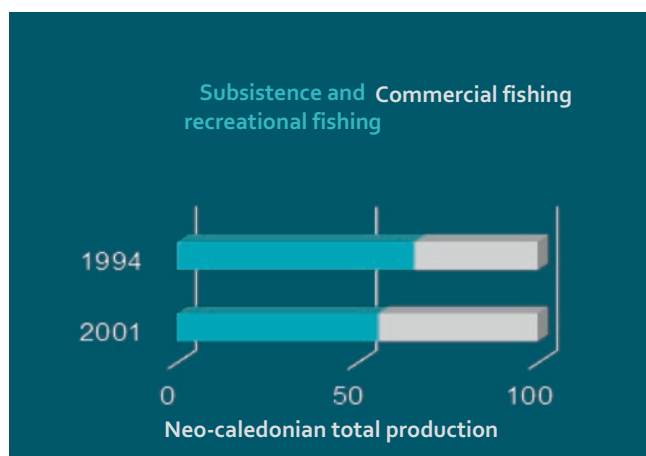 Subsistence and
recreational fishing
Commercial fishing
1994
2001
0 50 100
Neo-caledonian total production